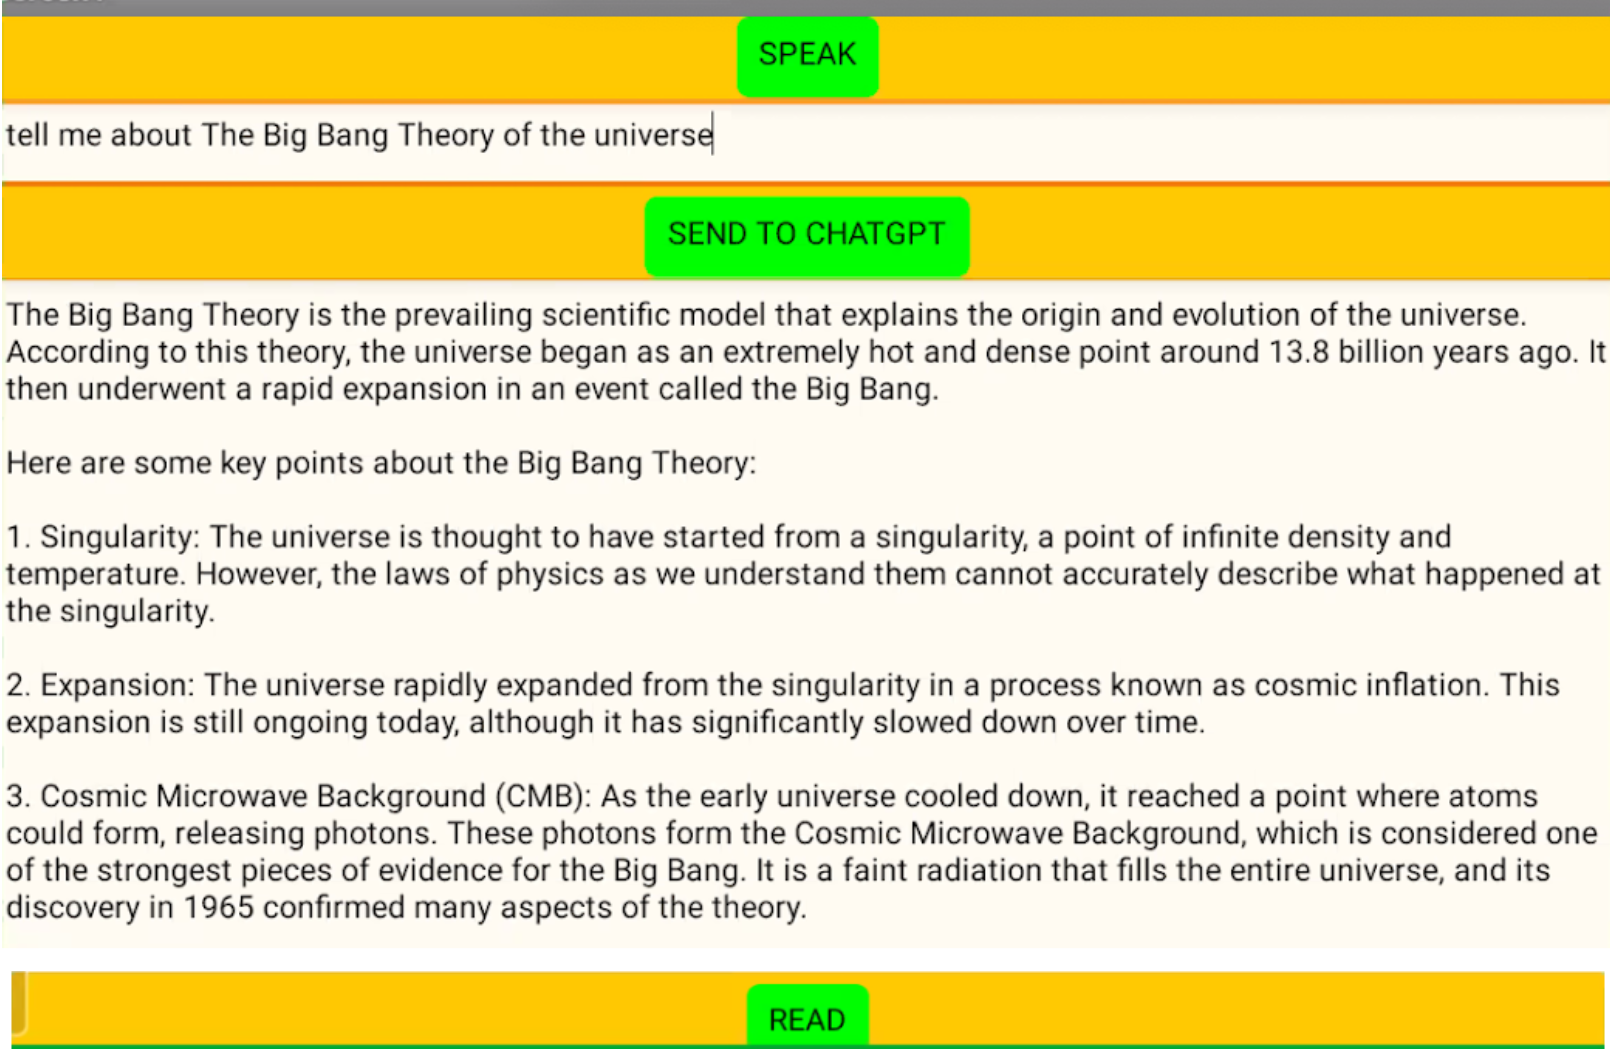 SPEAK
tell me about The Big Bang Theory of the universe
SEND TO CHATGPT
The Big Bang Theory is the prevailing scientific model that explains the origin and evolution of the universe.
According to this theory, the universe began as an extremely hot and dense point around 13.8 billion years ago. It
then underwent a rapid expansion in an event called the Big Bang.
Here are some key points about the Big Bang Theory:
1. Singularity: The universe is thought to have started from a singularity, a point of infinite density and
temperature. However, the laws of physics as we understand them cannot accurately describe what happened at
the singularity.
2. Expansion: The universe rapidly expanded from the singularity in a process known as cosmic inflation. This
expansion is still ongoing today, although it has significantly slowed down over time.
3. Cosmic Microwave Background (CMB): As the early universe cooled down, it reached a point where atoms
could form, releasing photons. These photons form the Cosmic Microwave Background, which is considered one
of the strongest pieces of evidence for the Big Bang. It is a faint radiation that fills the entire universe, and its
discovery in 1965 confirmed many aspects of the theory.
READ